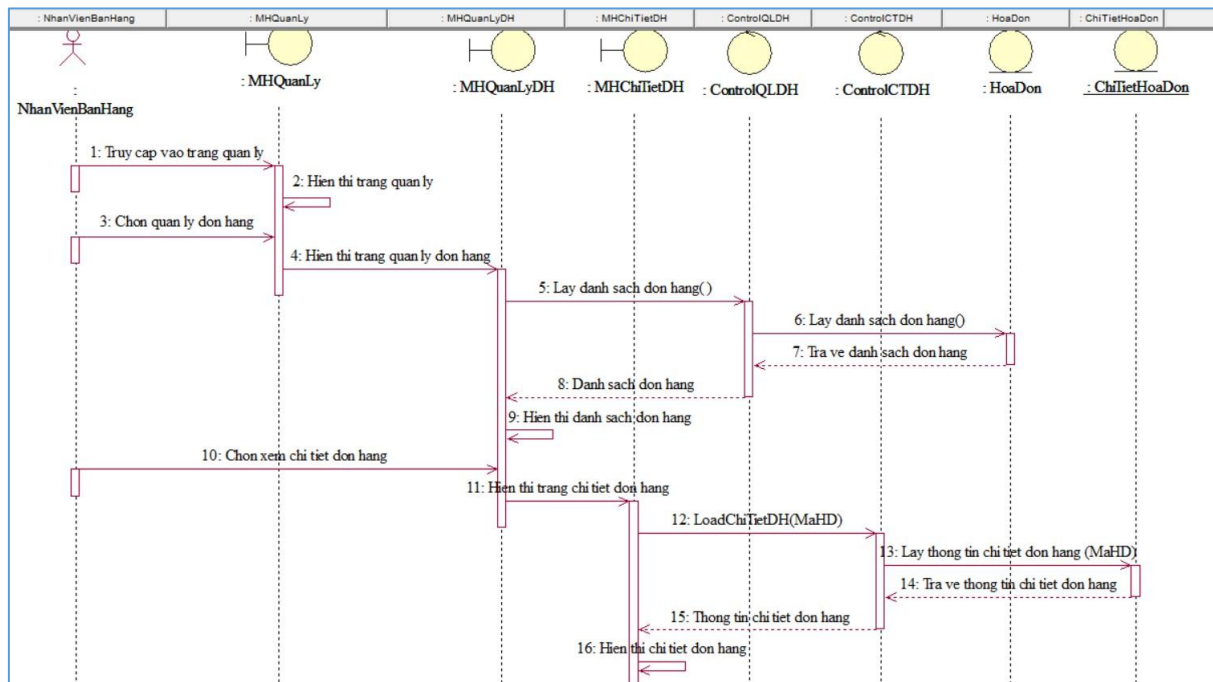 : NhanVienBanHang
: MHQuanLy
: MHQuanLyDH
: MHChiTietDH
: ControlQLDH
: ControlCTDH
: HoaDon
: ChiTietHoaDon
:
NhanVienBanHang
: MHQuanLy
: MHQuanLyDH
: MHChiTietDH
: ControlQLDH
: ControlCTDH
: HoaDon
: ChiTietHoaDon
1: Truy cap vao trang quan ly
2: Hien thi trang quan ly
3: Chon quan ly don hang
4: Hien thi trang quan ly don hang
5: Lay danh sach don hang( )
6: Lay danh sach don hang()
7: Tra ve danh sach don hang
8: Danh sach don hang
9: Hien thi danh sach don hang
10: Chon xem chi tiet don hang
11: Hien thi trang chi tiet don hang
12: LoadChiTietDH(MaHD)
13: Lay thong tin chi tiet don hang (MaHD)
14: Tra ve thong tin chi tiet don hang
15: Thong tin chi tiet don hang
16: Hien thi chi tiet don hang